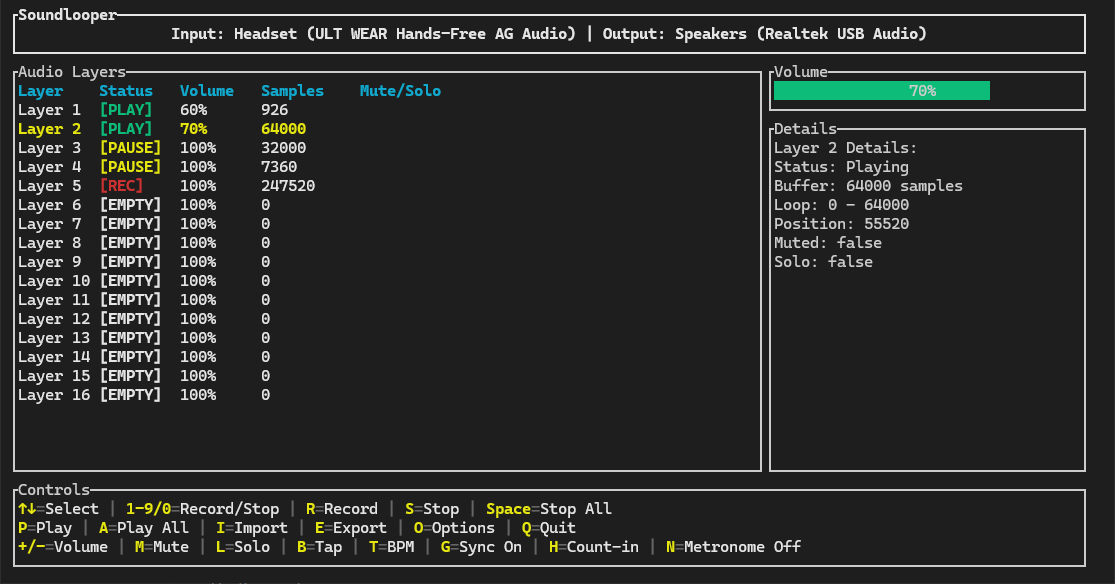 Soundlooper
Input: Headset (ULT WEAR Hands-Free AG Audio) | Output: Speakers (Realtek USB Audio)
Audio Layers
Layer Status Volume Samples Mute/Solo
Layer 1 [PLAY] 60% 926
Layer 2 [PLAY] 70% 64000
Layer 3 [PAUSE] 100% 32000
Layer 4 [PAUSE] 100% 7360
Layer 5 [REC] 100% 247520
Layer 6 [EMPTY] 100% 0
Layer 7 [EMPTY] 100% 0
Layer 8 [EMPTY] 100% 0
Layer 9 [EMPTY] 100% 0
Layer 10 [EMPTY] 100% 0
Layer 11 [EMPTY] 100% 0
Layer 12 [EMPTY] 100% 0
Layer 13 [EMPTY] 100% 0
Layer 14 [EMPTY] 100% 0
Layer 15 [EMPTY] 100% 0
Layer 16 [EMPTY] 100% 0
Volume
70%
Details
Layer 2 Details:
Status: Playing
Buffer: 64000 samples
Loop: 0 - 64000
Position: 55520
Muted: false
Solo: false
Controls
↑↓=Select | 1-9/0=Record/Stop | R=Record | S=Stop | Space=Stop All
P=Play | A=Play All | I=Import | E=Export | O=Options | Q=Quit
+/-=Volume | M=Mute | L=Solo | B=Tap | T=BPM | G=Sync On | H=Count-in | N=Metronome Off